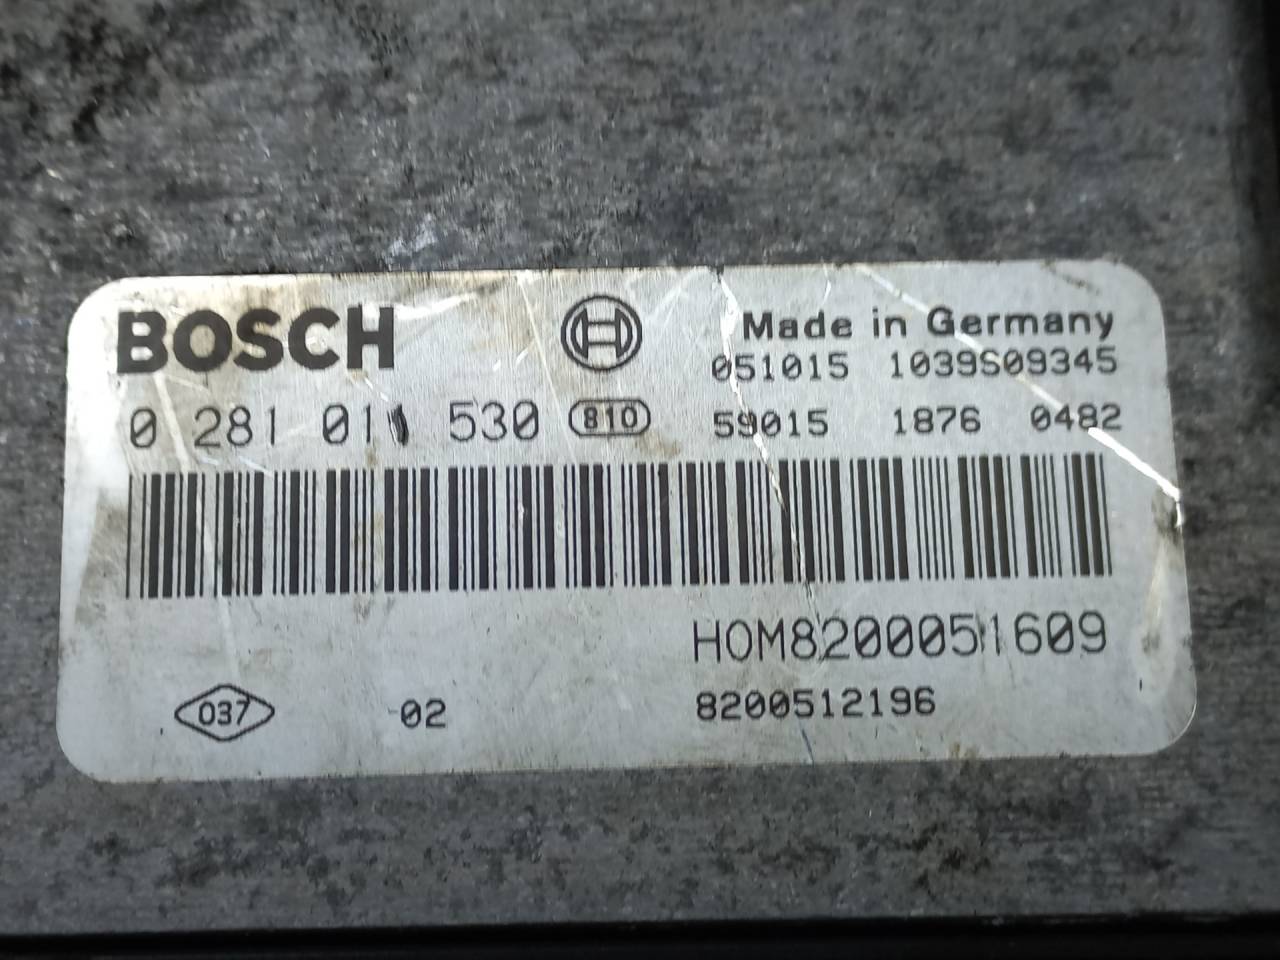 BOSCH
Made in Germany
051015 1039S09345
0 281 011 530 810 59015 1876 0482
HOM8200051609
037 -02 8200512196